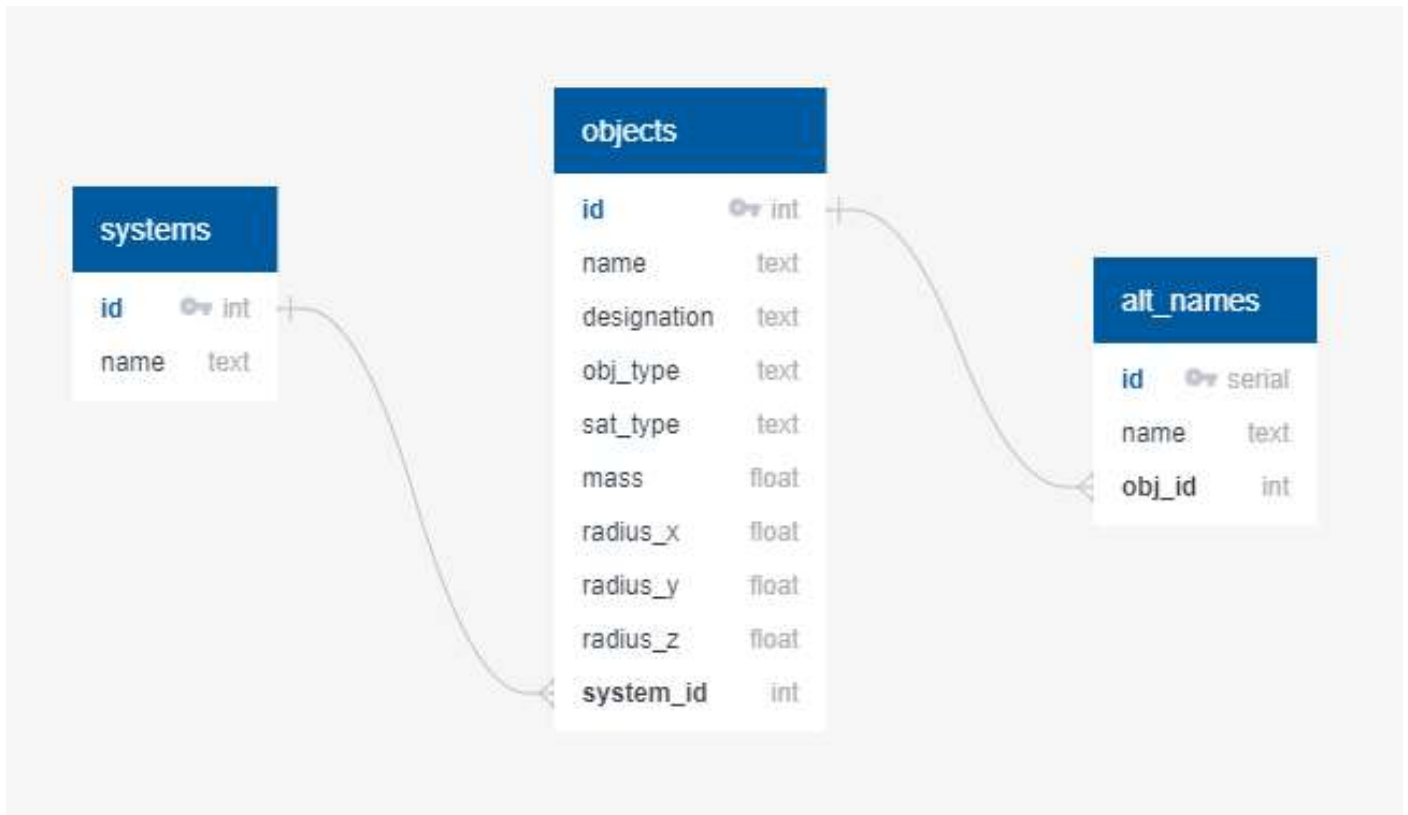 systems
id int
name text
objects
id int
name text
designation text
obj_type text
sat_type text
mass float
radius_x float
radius_y float
radius_z float
system_id int
alt_names
id serial
name text
obj_id int